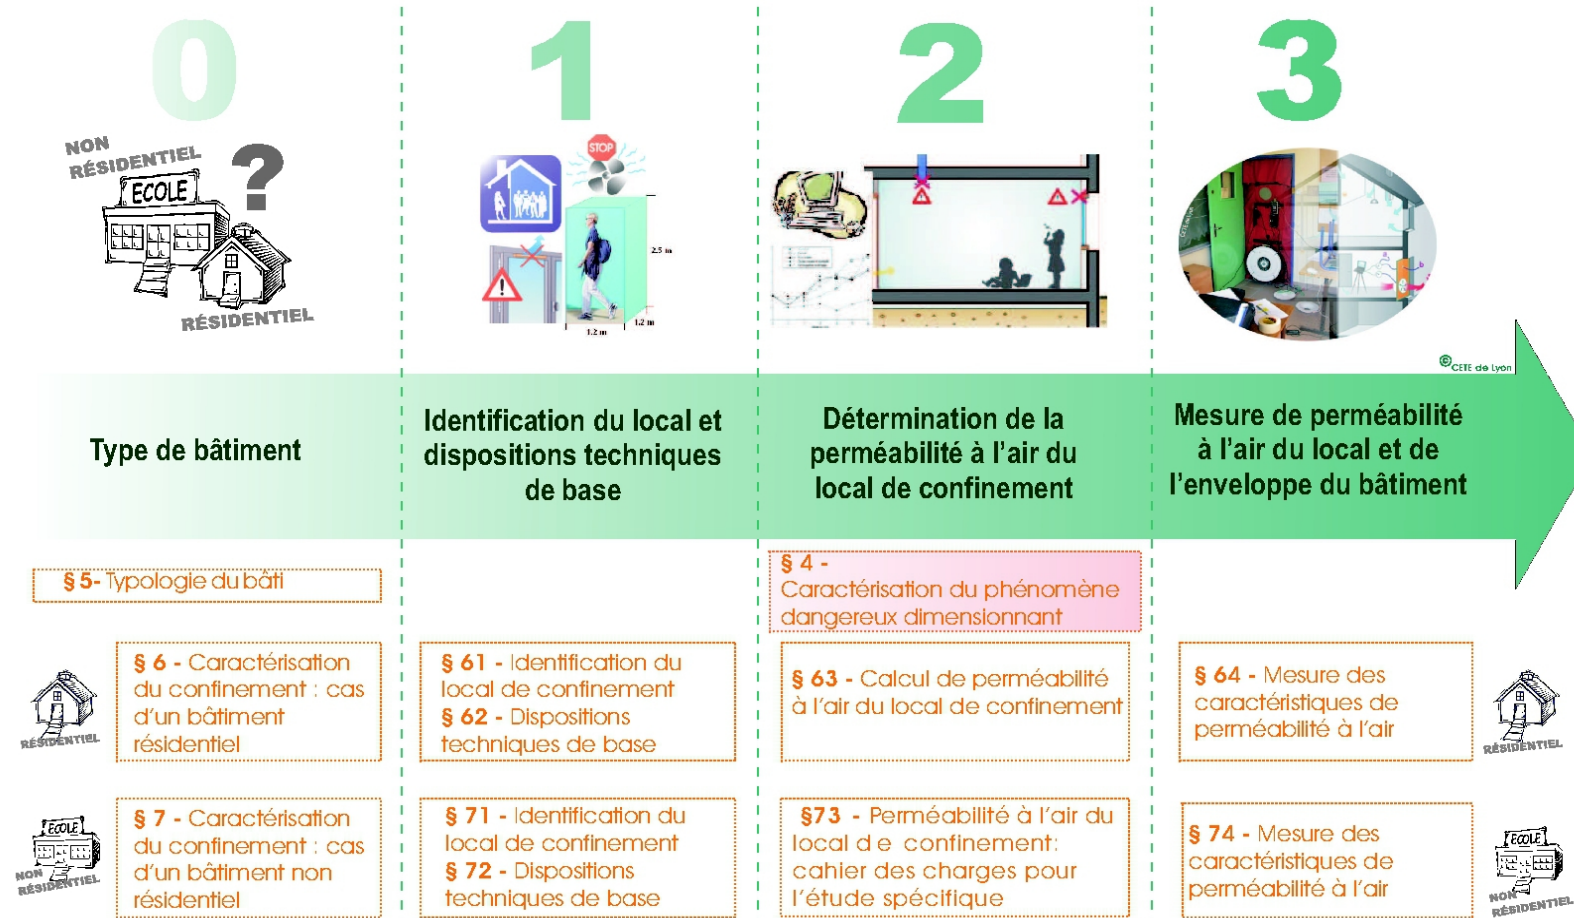 0
1
2
3
NON
RÉSIDENTIEL
ECOLE
?
RÉSIDENTIEL
STOP
2.5 m
1.2 m
1.2 m
©CETE de Lyon
Type de bâtiment
Identification du local et
dispositions techniques
de base
Détermination de la
perméabilité à l'air du
local de confinement
Mesure de perméabilité
à l'air du local et de
l'enveloppe du bâtiment
§ 5- Typologie du bâti
§ 4 -
Caractérisation du phénomène
dangereux dimensionnant
RÉSIDENTIEL
§ 6 - Caractérisation
du confinement : cas
d'un bâtiment
résidentiel
§ 61 - Identification du
local de confinement
§ 62 - Dispositions
techniques de base
§ 63 - Calcul de perméabilité
à l'air du local de confinement
§ 64 - Mesure des
caractéristiques de
perméabilité à l'air
RÉSIDENTIEL
ECOLE
NON
RÉSIDENTIEL
§ 7 - Caractérisation
du confinement : cas
d'un bâtiment non
résidentiel
§ 71 - Identification du
local de confinement
§ 72 - Dispositions
techniques de base
§73 - Perméabilité à l'air du
local de confinement:
cahier des charges pour
l'étude spécifique
§ 74 - Mesure des
caractéristiques de
perméabilité à l'air
ECOLE
NON
RÉSIDENTIEL